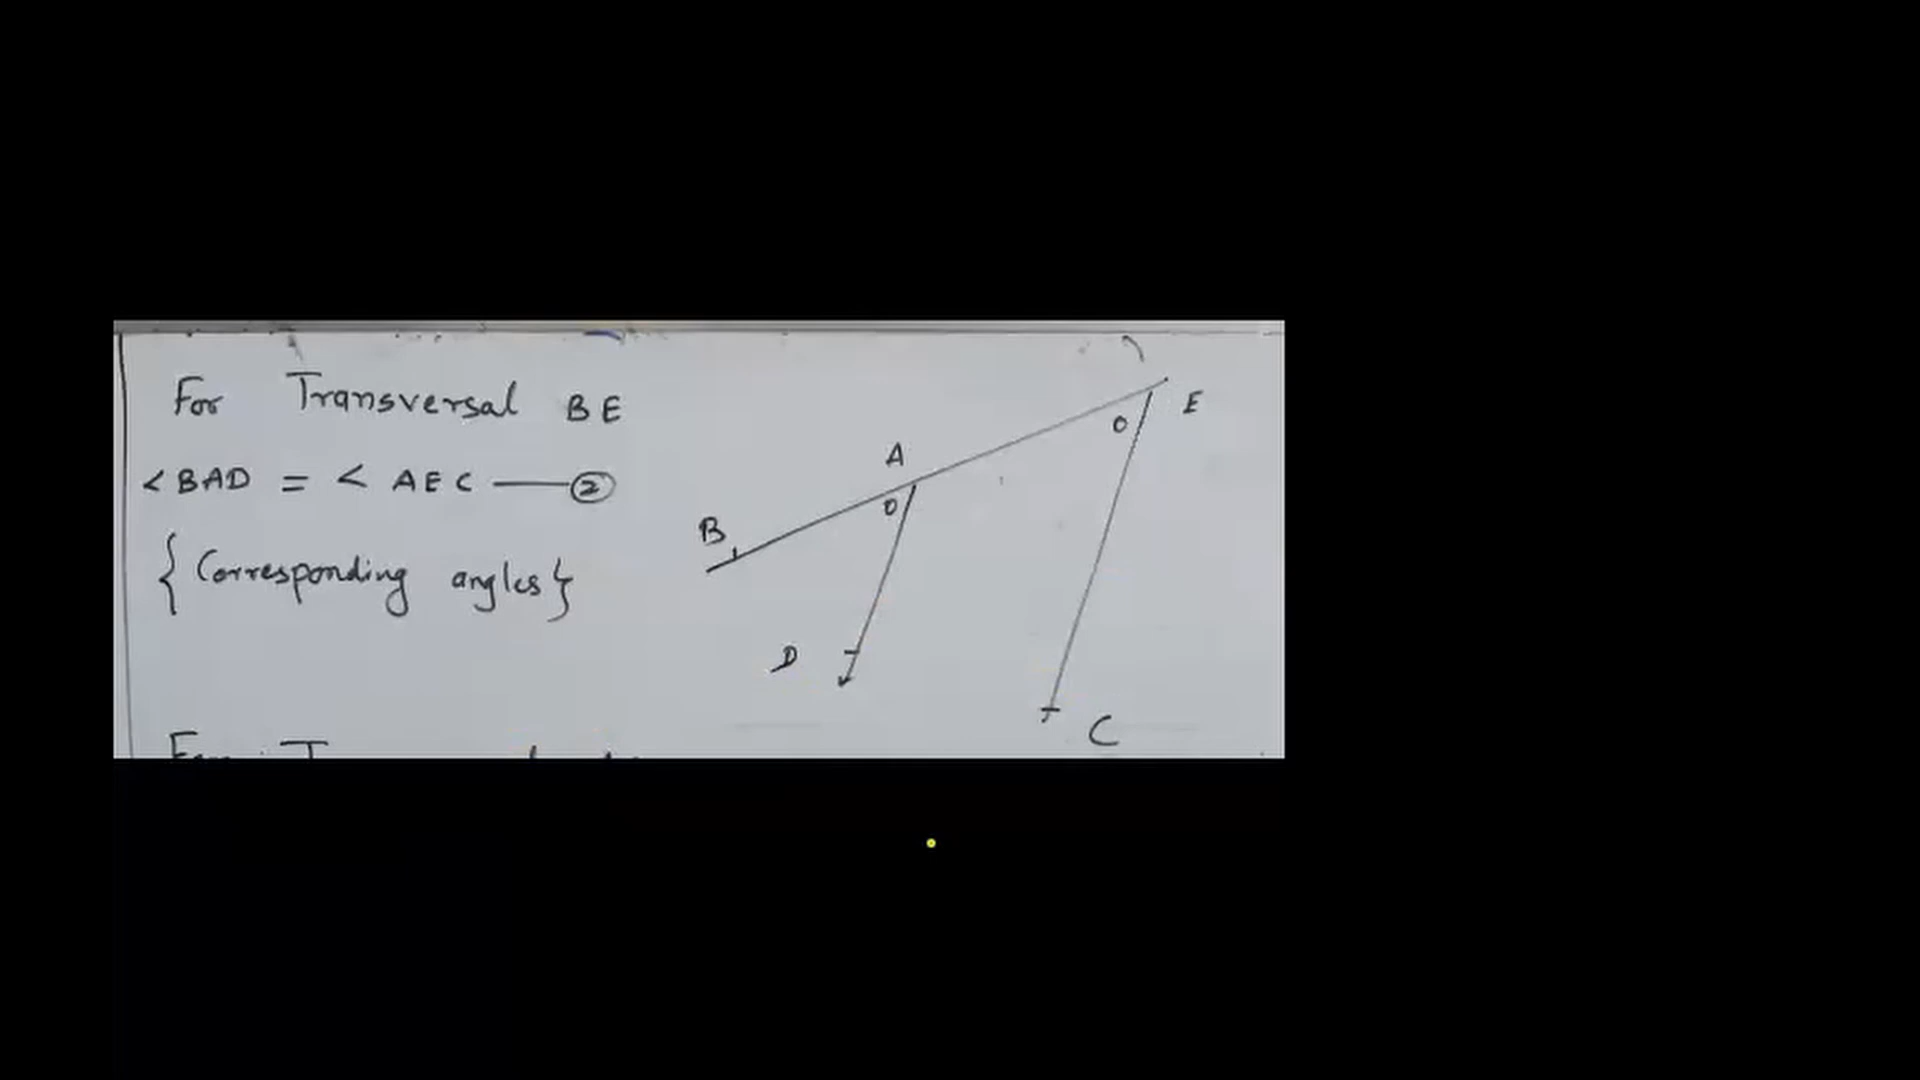 For Transversal BE
<BAD = < AEC — ②
{Corresponding angles}
A
E
B
D
C